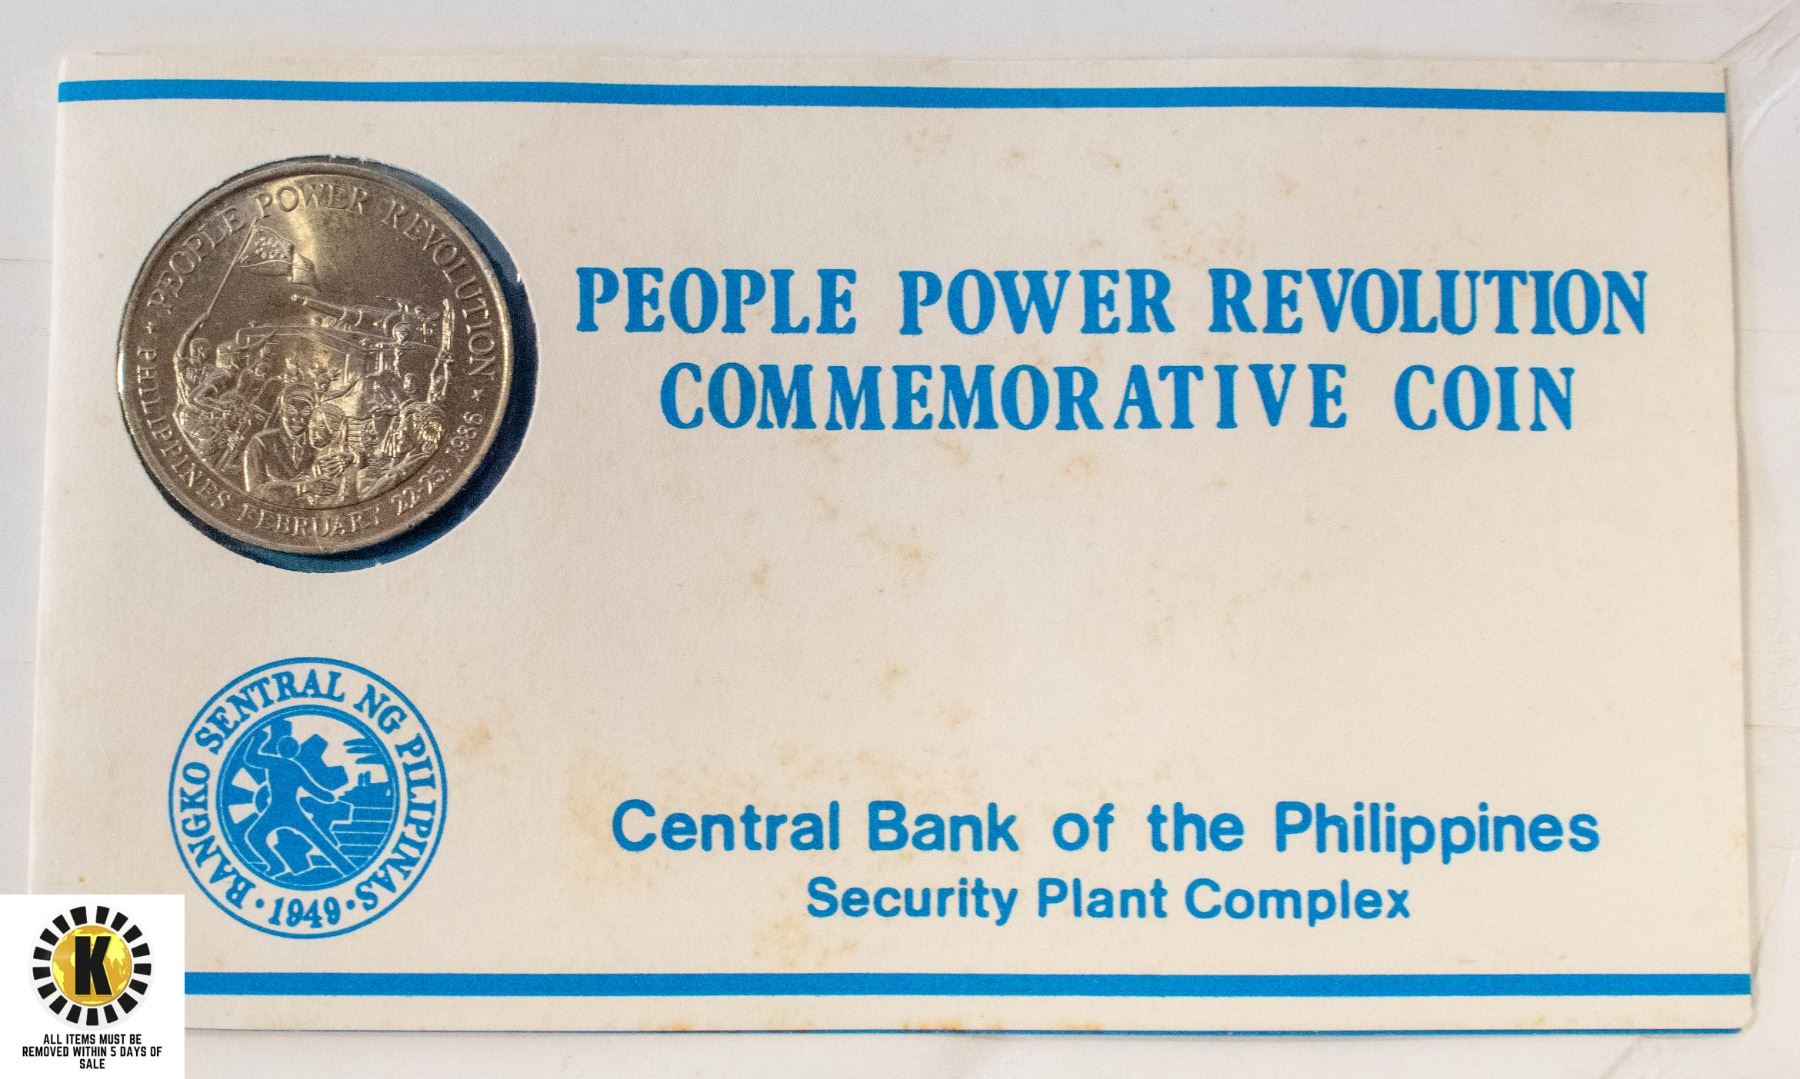 PEOPLE POWER REVOLUTION
PHILIPPINES FEBRUARY 22-25, 1986
PEOPLE POWER REVOLUTION
COMMEMORATIVE COIN
BANGKO SENTRAL NG PILIPINAS
1949
Central Bank of the Philippines
Security Plant Complex
K
ALL ITEMS MUST BE
REMOVED WITHIN 5 DAYS OF
SALE